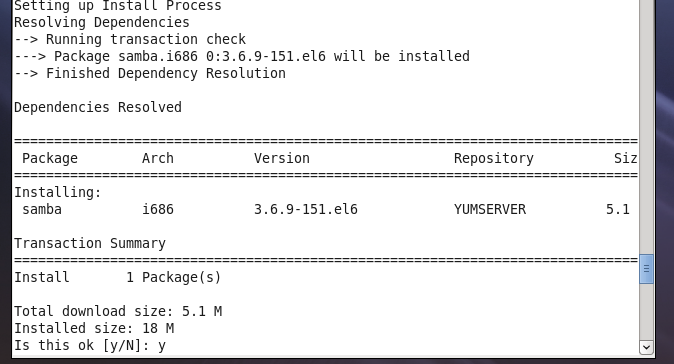 Setting up Install Process
Resolving Dependencies
--> Running transaction check
---> Package samba.i686 0:3.6.9-151.el6 will be installed
--> Finished Dependency Resolution
Dependencies Resolved
================================================================================
Package Arch Version Repository Siz
================================================================================
Installing:
samba i686 3.6.9-151.el6 YUMSERVER 5.1
Transaction Summary
================================================================================
Install 1 Package(s)
Total download size: 5.1 M
Installed size: 18 M
Is this ok [y/N]: y